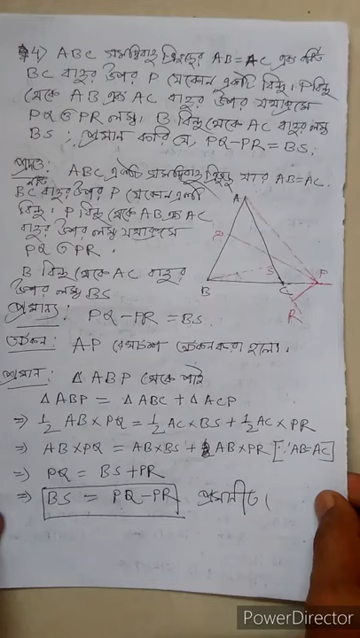 4) ABC সমদ্বিবাহু ত্রিভুজের AB=AC এবং বর্ধিত
BC বাহুর উপর P যেকোন একটি বিন্দু। P বিন্দু
থেকে AB এবং AC বাহুর উপর যথাক্রমে
PQ ও PR লম্ব। B বিন্দু থেকে AC বাহুর লম্ব
BS; প্রমান করি যে, PQ-PR=BS.
প্রদত্ত: ABC একটি সমদ্বিবাহু ত্রিভুজ যার AB=AC.
BC বাহুর উপর P যেকোন একটি
বিন্দু। P বিন্দু থেকে AB এবং AC
বাহুর উপর লম্ব যথাক্রমে
PQ ও PR.
B বিন্দু থেকে AC বাহুর
উপর লম্ব BS
A
Q
S
B
C
P
R
প্রমান্য: PQ-PR=BS.
অঙ্কন: AP অঙ্কন করা হলো।
প্রমান: Δ ABP থেকে পাই
Δ ABP = Δ ABC + Δ ACP
⇒ 1/2 AB×PQ = 1/2 AC×BS + 1/2 AC×PR
⇒ AB×PQ = AB×BS + AB×PR [∵AB=AC]
⇒ PQ = BS+PR
⇒ BS = PQ-PR প্রমাণীত।
PowerDirector